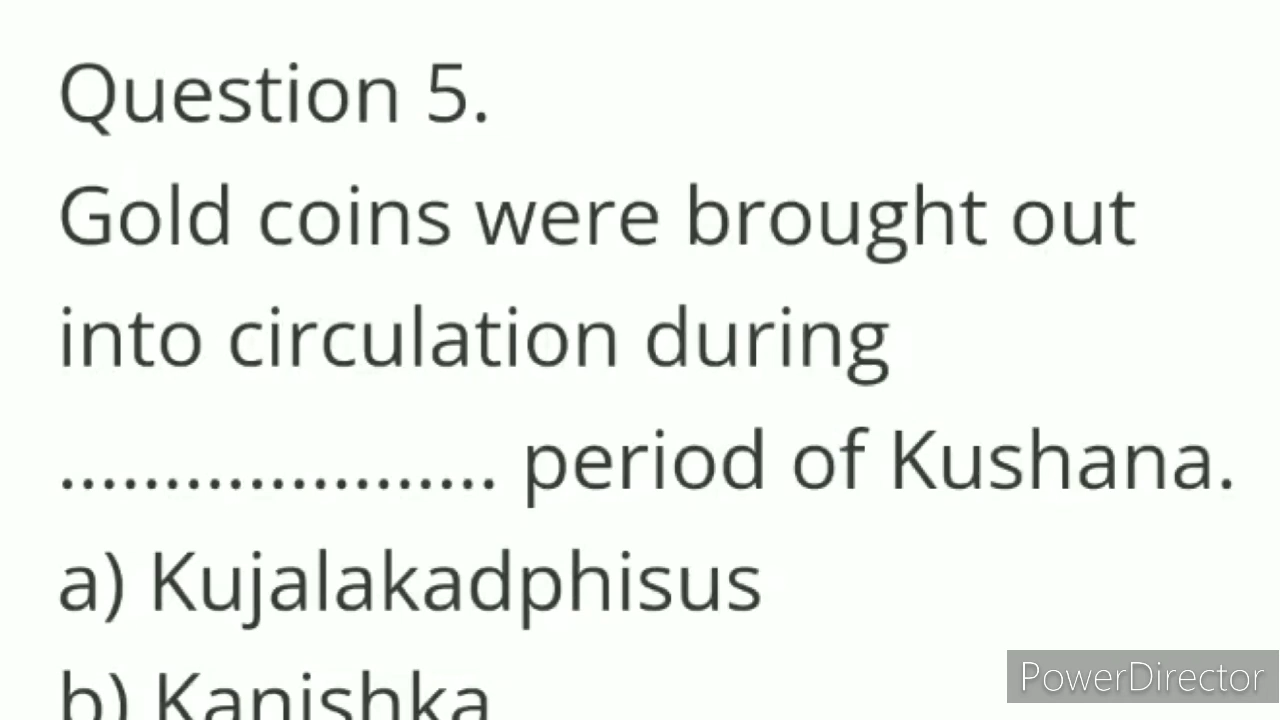 Question 5.
Gold coins were brought out
into circulation during
..................... period of Kushana.
a) Kujalakadphisus
b) Kanishka
PowerDirector